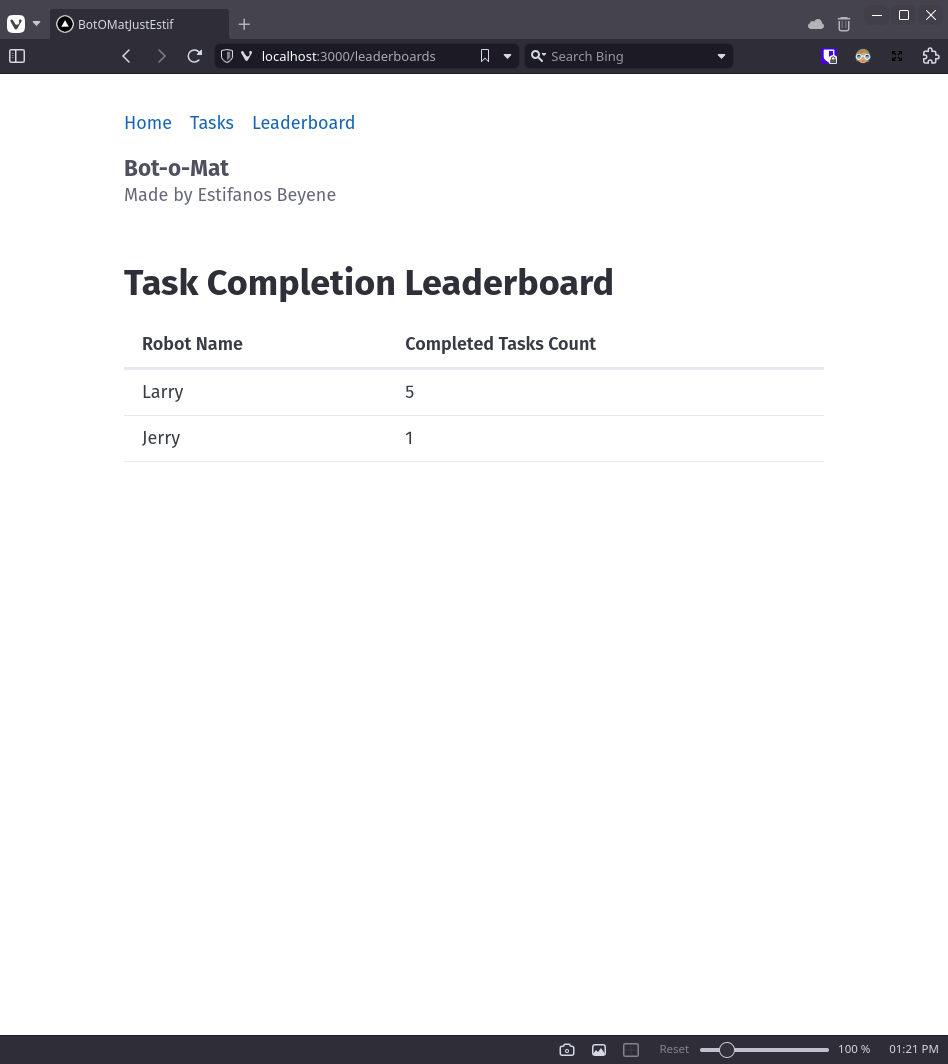 BotOMatJustEstif
localhost:3000/leaderboards
Search Bing
Home Tasks Leaderboard
Bot-o-Mat
Made by Estifanos Beyene
Task Completion Leaderboard
Robot Name Completed Tasks Count
Larry 5
Jerry 1
Reset 100 % 01:21 PM